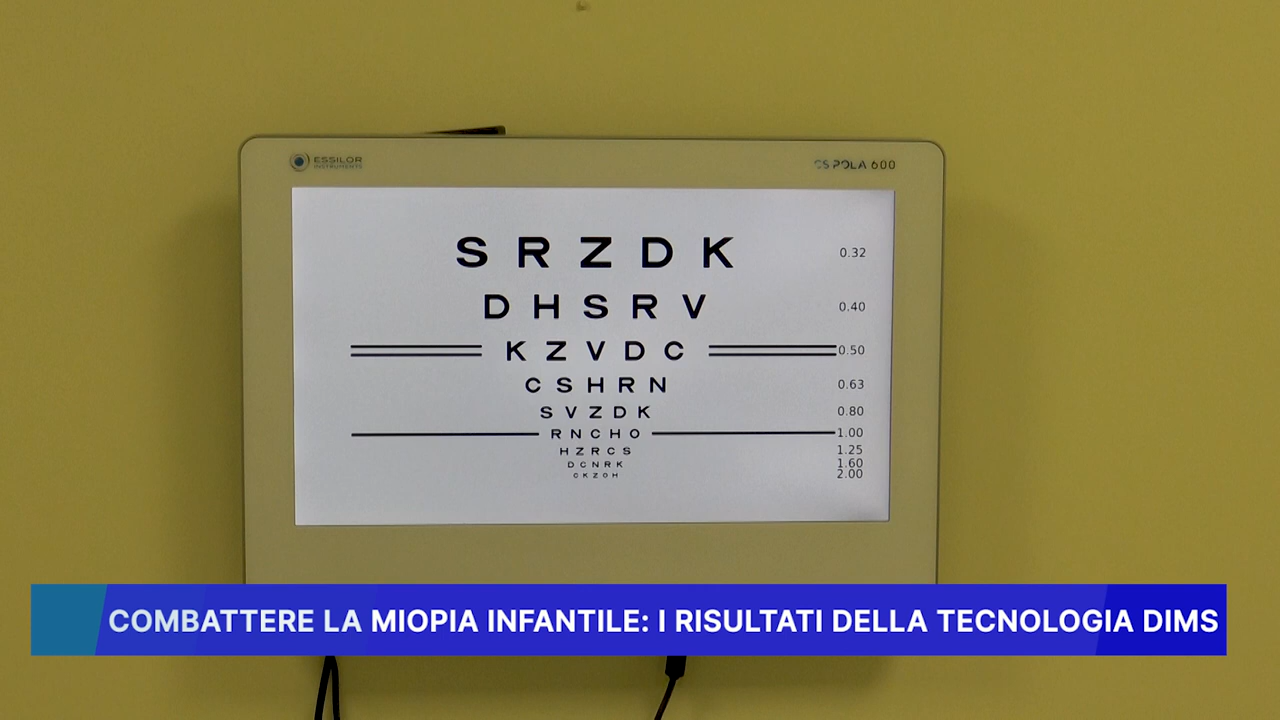 ESSILOR
INSTRUMENTS
CS POLA 600
S R Z D K 0.32
D H S R V 0.40
K Z V D C 0.50
C S H R N 0.63
S V Z D K 0.80
R N C H O 1.00
H Z R C S 1.25
D C N R K 1.60
C K Z O H 2.00
COMBATTERE LA MIOPIA INFANTILE: I RISULTATI DELLA TECNOLOGIA DIMS